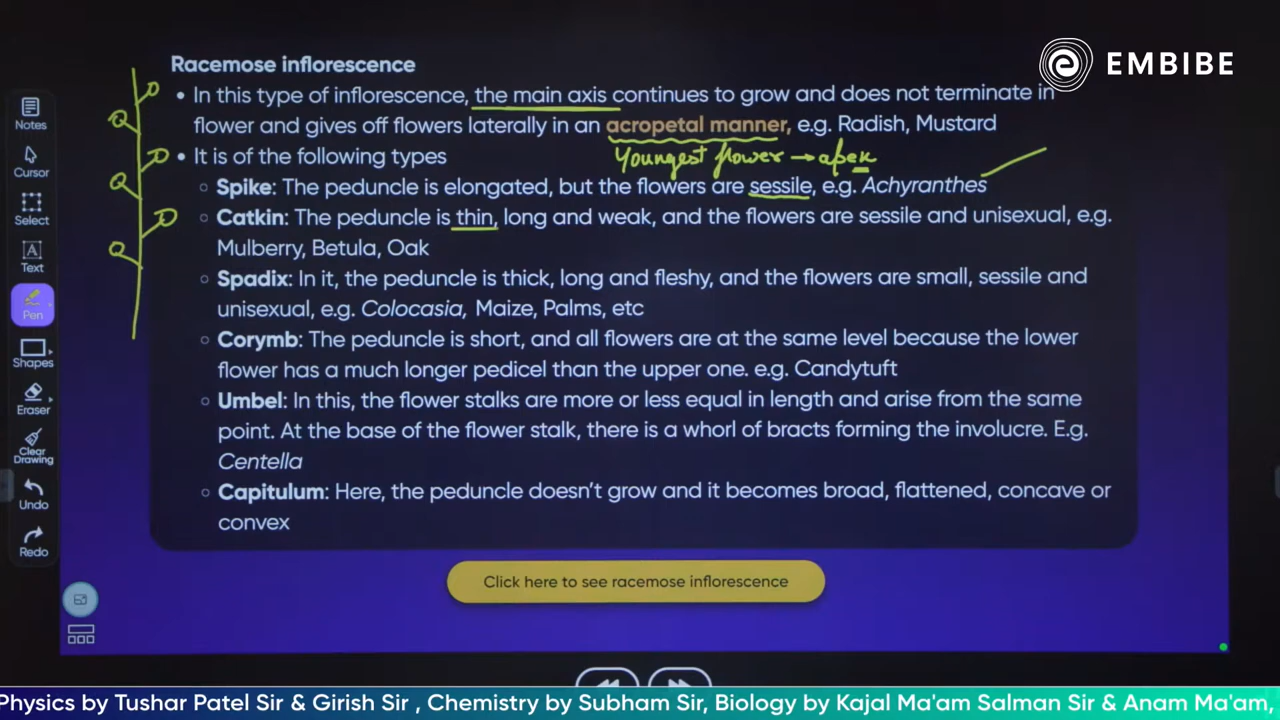 EMBIBE
Racemose inflorescence
• In this type of inflorescence, the main axis continues to grow and does not terminate in
flower and gives off flowers laterally in an acropetal manner, e.g. Radish, Mustard
• It is of the following types
Youngest flower → apex
○ Spike: The peduncle is elongated, but the flowers are sessile, e.g. Achyranthes
○ Catkin: The peduncle is thin, long and weak, and the flowers are sessile and unisexual, e.g.
Mulberry, Betula, Oak
○ Spadix: In it, the peduncle is thick, long and fleshy, and the flowers are small, sessile and
unisexual, e.g. Colocasia, Maize, Palms, etc
○ Corymb: The peduncle is short, and all flowers are at the same level because the lower
flower has a much longer pedicel than the upper one. e.g. Candytuft
○ Umbel: In this, the flower stalks are more or less equal in length and arise from the same
point. At the base of the flower stalk, there is a whorl of bracts forming the involucre. E.g.
Centella
○ Capitulum: Here, the peduncle doesn't grow and it becomes broad, flattened, concave or
convex
Click here to see racemose inflorescence
Notes
Cursor
Select
Text
Pen
Shapes
Eraser
Clear
Drawing
Undo
Redo
Physics by Tushar Patel Sir & Girish Sir , Chemistry by Subham Sir, Biology by Kajal Ma'am Salman Sir & Anam Ma'am,